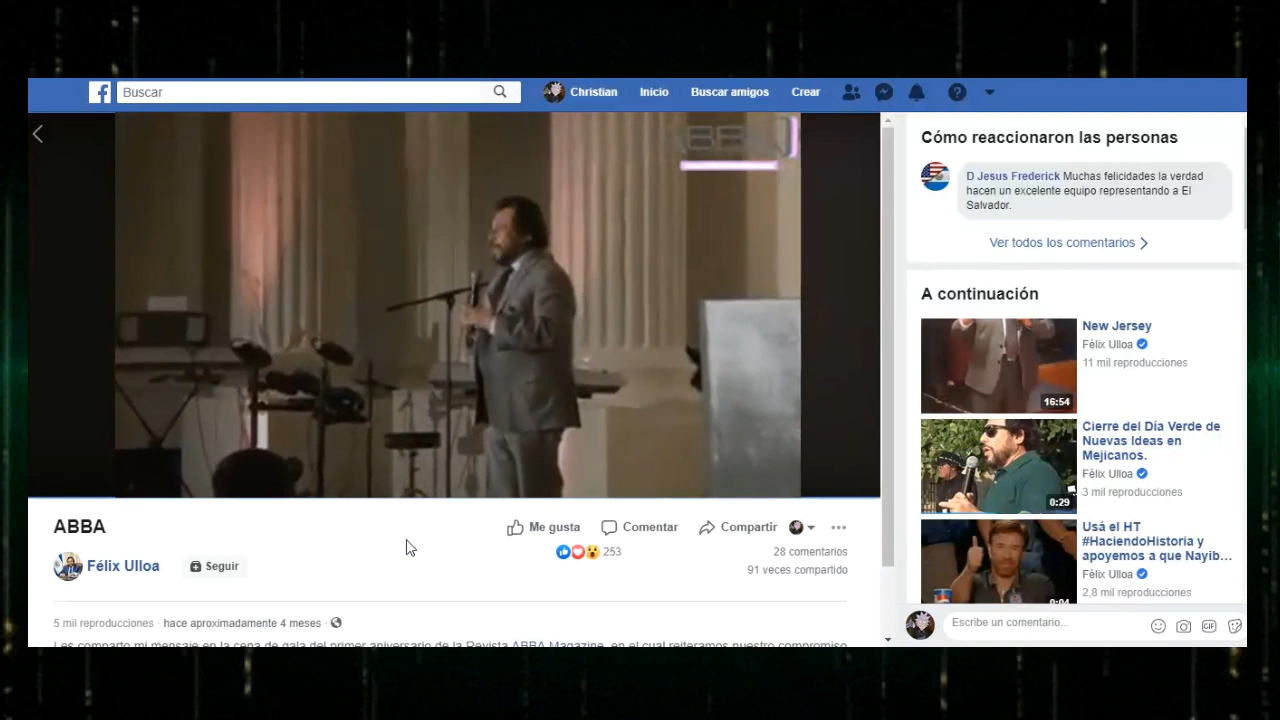 Buscar
Christian
Inicio
Buscar amigos
Crear
Cómo reaccionaron las personas
D Jesus Frederick Muchas felicidades la verdad
hacen un excelente equipo representando a El
Salvador.
Ver todos los comentarios
A continuación
16:54
New Jersey
Félix Ulloa
11 mil reproducciones
0:29
Cierre del Día Verde de
Nuevas Ideas en
Mejicanos.
Félix Ulloa
3 mil reproducciones
0:04
Usá el HT
#HaciendoHistoria y
apoyemos a que Nayib...
Félix Ulloa
2,8 mil reproducciones
Escribe un comentario...
GIF
ABBA
Me gusta
Comentar
Compartir
253
28 comentarios
91 veces compartido
Félix Ulloa
Seguir
5 mil reproducciones · hace aproximadamente 4 meses ·
Les comparto mi mensaje en la cena de gala del primer aniversario de la Revista ABBA Magazine, en el cual reiteramos nuestro compromiso